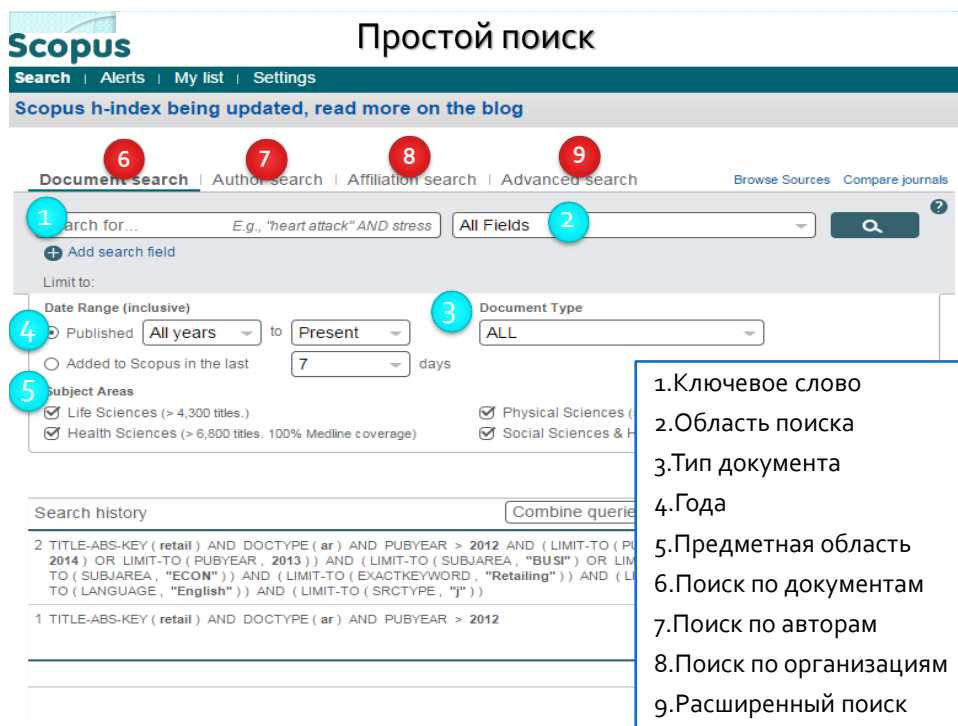 Scopus
Простой поиск
Search | Alerts | My list | Settings
Scopus h-index being updated, read more on the blog
6 7 8 9
Document search | Author search | Affiliation search | Advanced search Browse Sources Compare journals
1 arch for... E.g., "heart attack" AND stress All Fields 2 ?
+ Add search field
Limit to:
Date Range (inclusive) 3 Document Type
4 Published All years to Present ALL
Added to Scopus in the last 7 days
5 Subject Areas
Life Sciences (> 4,300 titles.) Physical Sciences (
Health Sciences (> 6,800 titles. 100% Medline coverage) Social Sciences & H
Search history Combine querie
2 TITLE-ABS-KEY ( retail ) AND DOCTYPE ( ar ) AND PUBYEAR > 2012 AND ( LIMIT-TO ( PU
2014 ) OR LIMIT-TO ( PUBYEAR , 2013 ) ) AND ( LIMIT-TO ( SUBJAREA , "BUSI" ) OR LIM
TO ( SUBJAREA , "ECON" ) ) AND ( LIMIT-TO ( EXACTKEYWORD , "Retailing" ) ) AND ( LI
TO ( LANGUAGE , "English" ) ) AND ( LIMIT-TO ( SRCTYPE , "j" ) )
1 TITLE-ABS-KEY ( retail ) AND DOCTYPE ( ar ) AND PUBYEAR > 2012
1.Ключевое слово
2.Область поиска
3.Тип документа
4.Года
5.Предметная область
6.Поиск по документам
7.Поиск по авторам
8.Поиск по организациям
9.Расширенный поиск